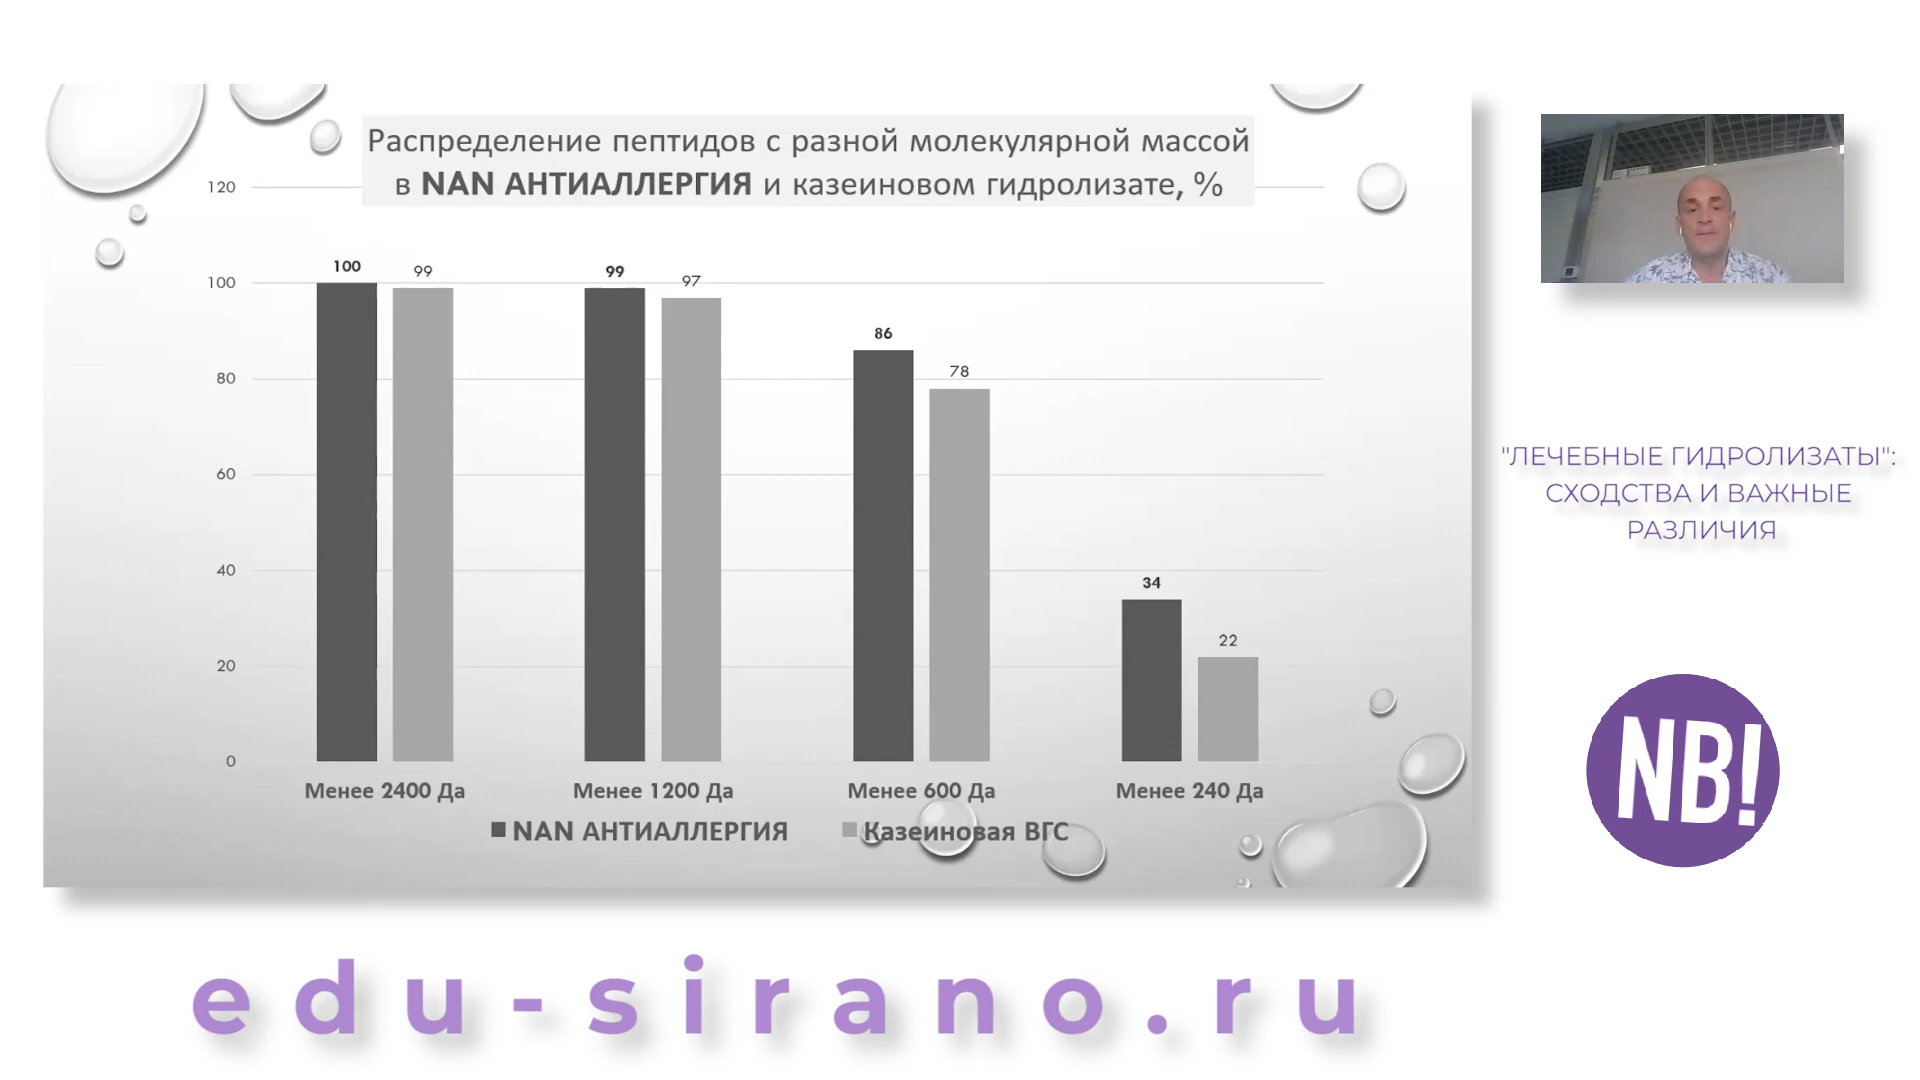 Распределение пептидов с разной молекулярной массой
в NAN АНТИАЛЛЕРГИЯ и казеиновом гидролизате, %
120
100
80
60
40
20
0
100
99
99
97
86
78
34
22
Менее 2400 Да
Менее 1200 Да
Менее 600 Да
Менее 240 Да
NAN АНТИАЛЛЕРГИЯ
Казеиновая ВГС
"ЛЕЧЕБНЫЕ ГИДРОЛИЗАТЫ":
СХОДСТВА И ВАЖНЫЕ
РАЗЛИЧИЯ
NB!
edu-sirano.ru